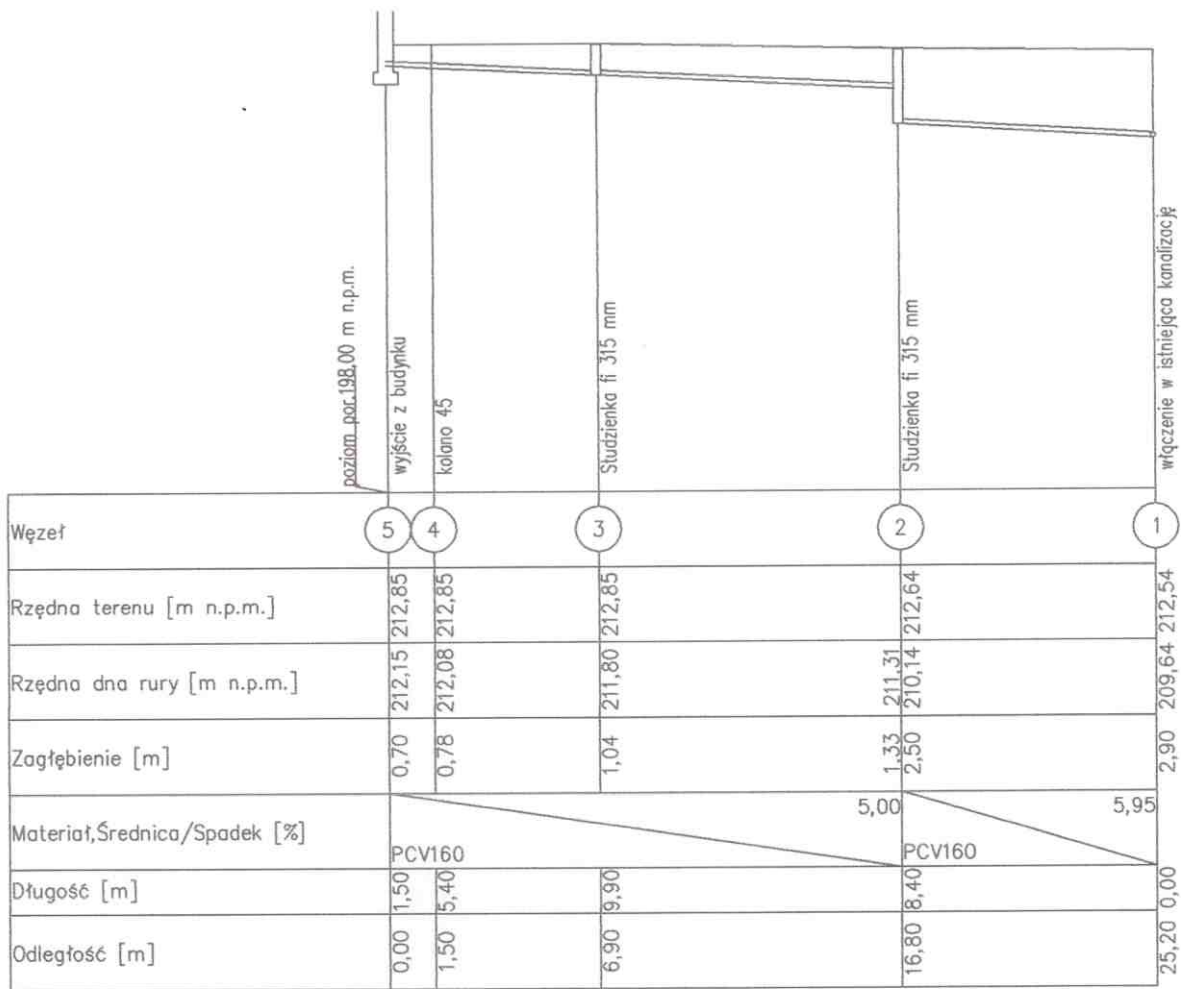 poziom por.198,00 m n.p.m.
wyjście z budynku
kolano 45
Studzienka fi 315 mm
Studzienka fi 315 mm
włączenie w istniejąca kanalizację
Węzeł 5 4 3 2 1
Rzędna terenu [m n.p.m.] 212,85 212,85 212,85 212,64 212,54
Rzędna dna rury [m n.p.m.] 212,15 212,08 211,80 211,31 210,14 209,64
Zagłębienie [m] 0,70 0,78 1,04 1,33 2,50 2,90
Materiał,Średnica/Spadek [%] PCV160 5,00 PCV160 5,95
Długość [m] 1,50 5,40 9,90 8,40 0,00
Odległość [m] 0,00 1,50 6,90 16,80 25,20